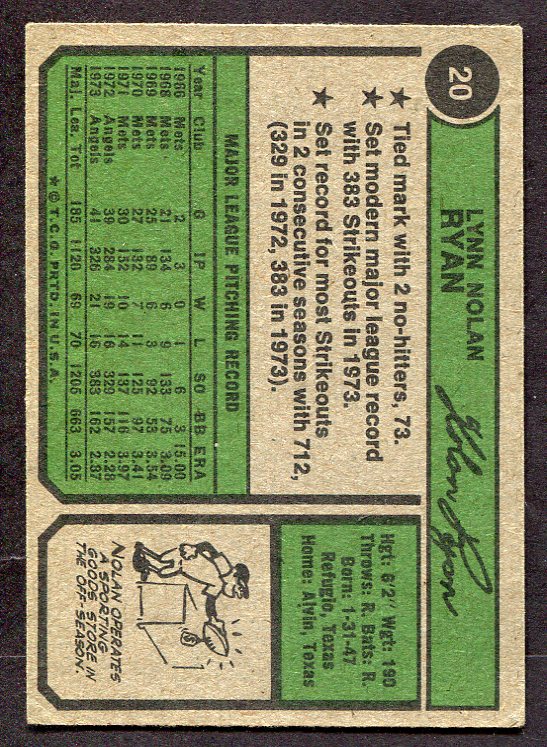 20
LYNN NOLAN
RYAN
Nolan Ryan
★ Tied mark with 2 no-hitters, 73.
★ Set modern major league record
with 383 Strikeouts in 1973.
★ Set record for most Strikeouts
in 2 consecutive seasons with 712,
(329 in 1972, 383 in 1973).
Hgt: 6'2" Wgt: 190
Throws: R. Bats: R.
Born: 1-31-47
Refugio, Texas
Home: Alvin, Texas
MAJOR LEAGUE PITCHING RECORD
Year Club G IP W L SO BB ERA
1966 Mets 2 3 0 1 6 3 15.00
1968 Mets 21 134 6 9 133 75 3.09
1969 Mets 25 89 6 3 92 53 3.54
1970 Mets 27 132 7 11 125 97 3.41
1971 Mets 30 152 10 14 137 116 3.97
1972 Angels 39 284 19 16 329 157 2.28
1973 Angels 41 326 21 16 383 162 2.87
Maj. Lea. Tot 185 1120 69 70 1205 663 3.05
★ © T.C.G. PRTD. IN U.S.A.
$
NOLAN OPERATES
A SPORTING
GOODS STORE IN
THE OFF-SEASON.